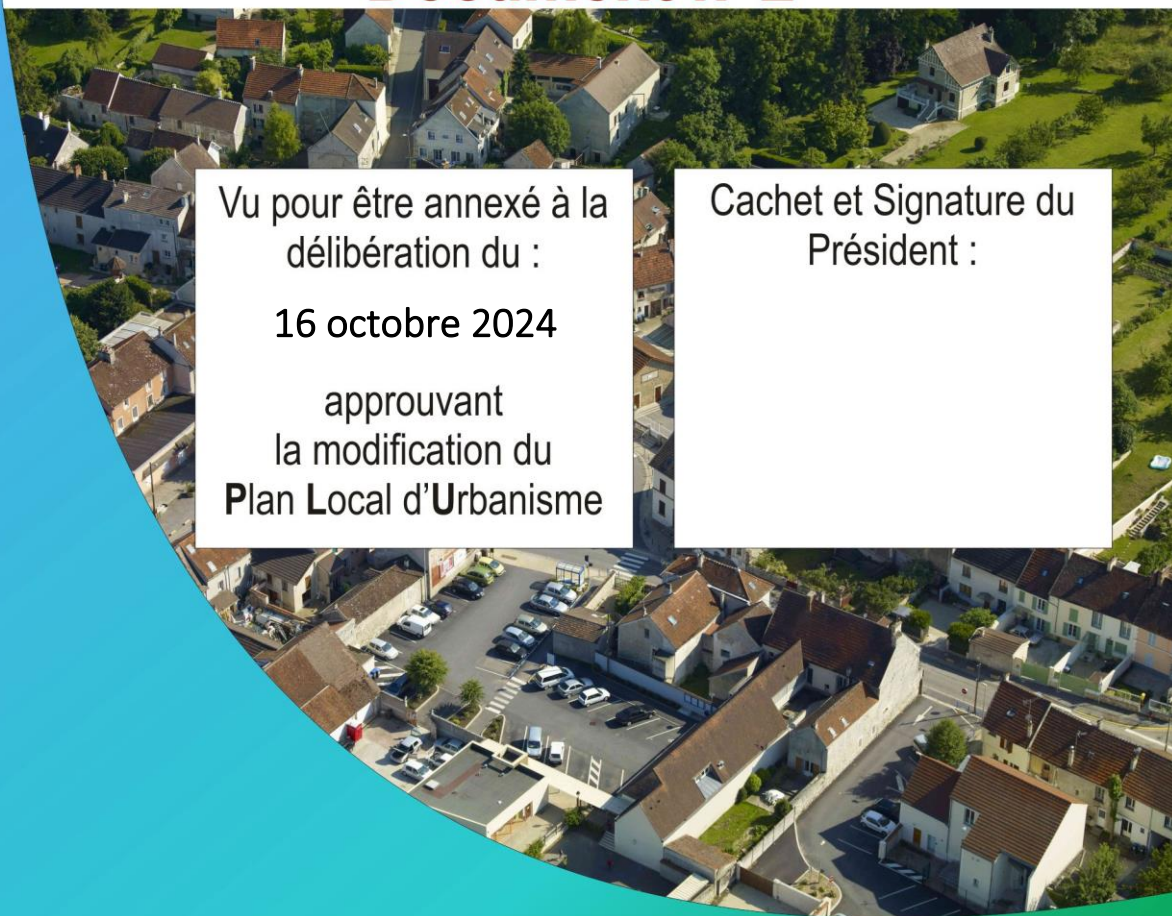 Vu pour être annexé à la
délibération du :
16 octobre 2024
approuvant
la modification du
Plan Local d'Urbanisme
Cachet et Signature du
Président :